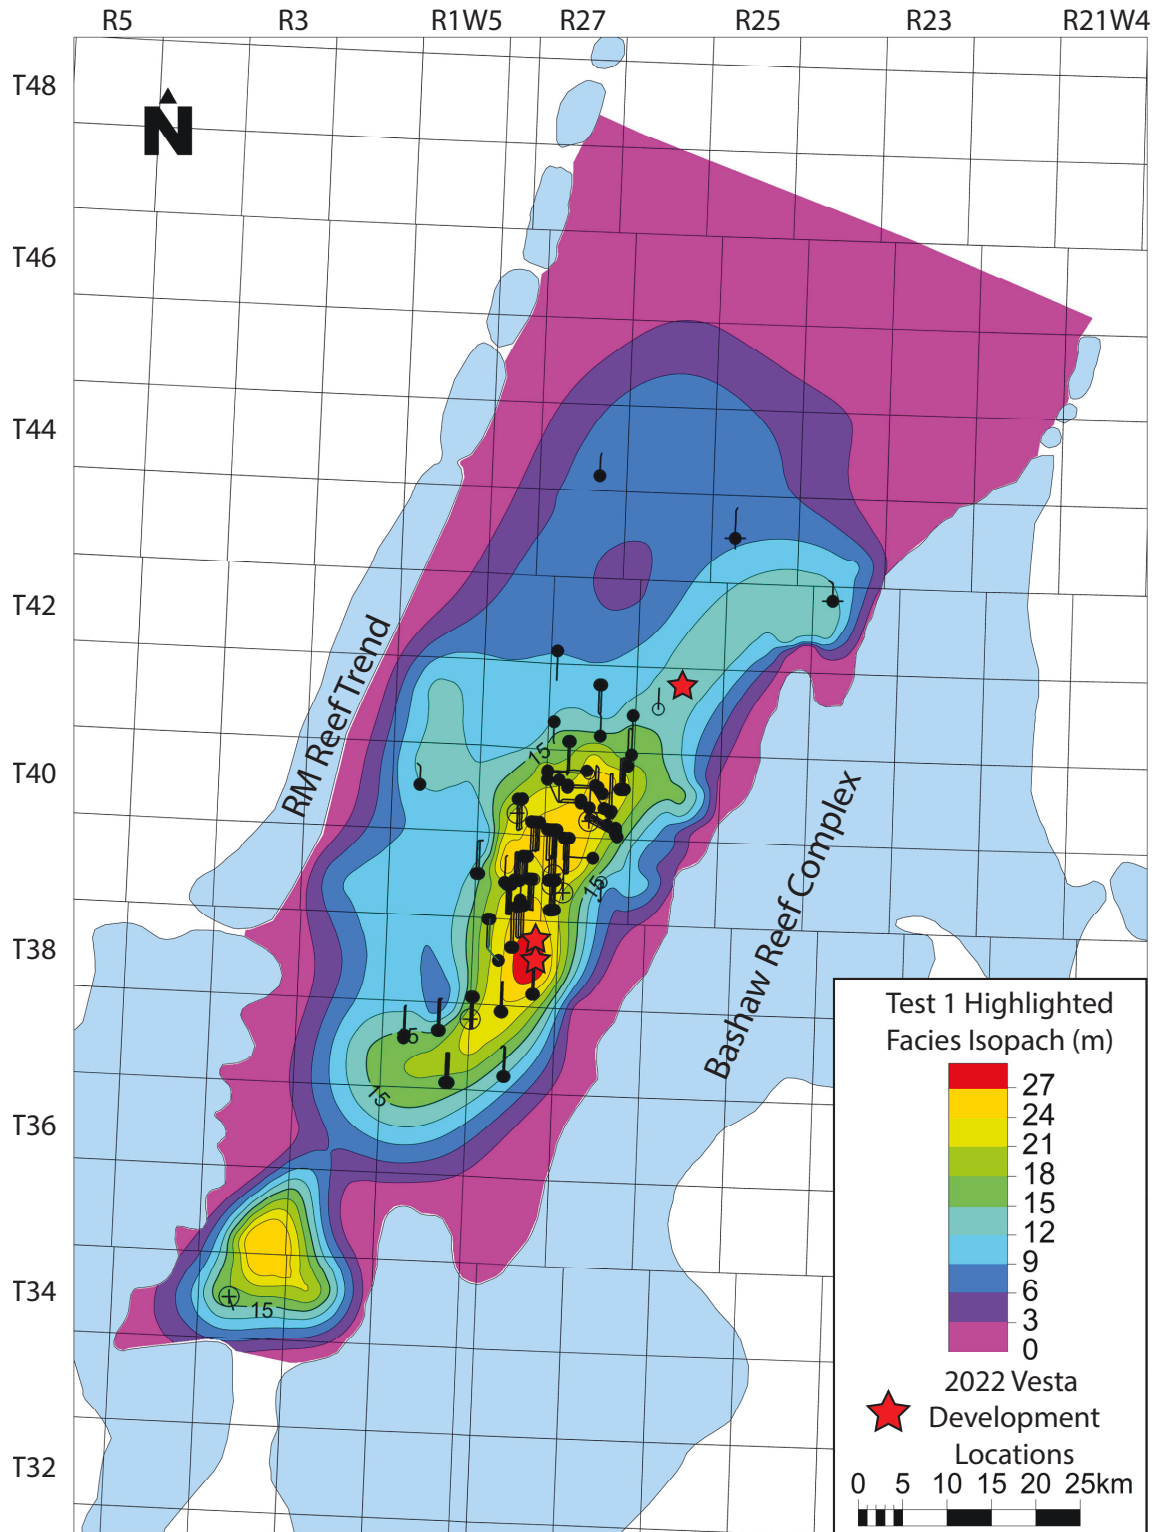 R5 R3 R1W5 R27 R25 R23 R21W4
T48
N
T46
T44
T42
RM Reef Trend
T40
15
Bashaw Reef Complex
15
T38
Test 1 Highlighted
Facies Isopach (m)
15
27
24
15
T36
21
18
15
12
9
6
T34
15
3
0
2022 Vesta
Development
Locations
T32
0 5 10 15 20 25km